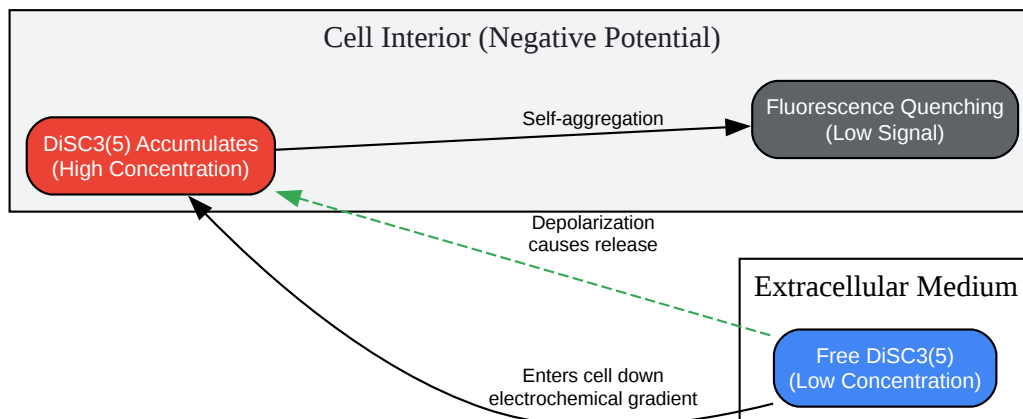 Cell Interior (Negative Potential)
DiSC3(5) Accumulates
(High Concentration)
Self-aggregation
Fluorescence Quenching
(Low Signal)
Depolarization
causes release
Extracellular Medium
Free DiSC3(5)
(Low Concentration)
Enters cell down
electrochemical gradient